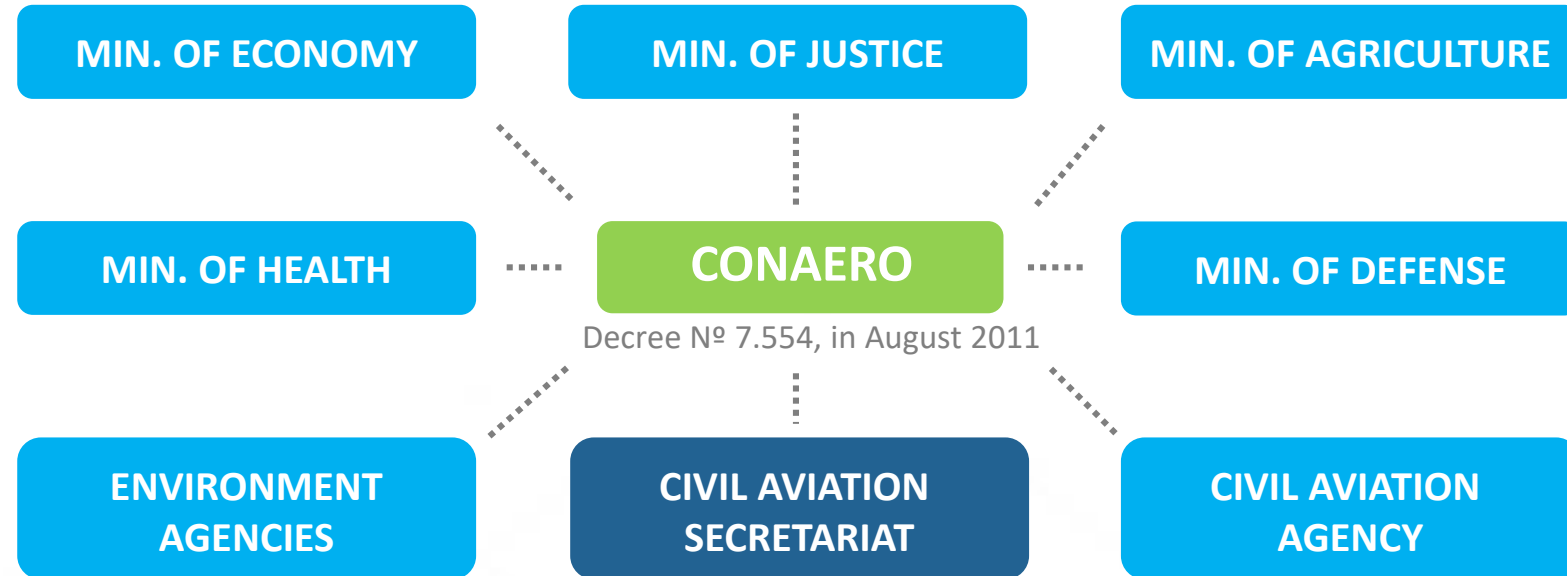 MIN. OF ECONOMY
MIN. OF JUSTICE
MIN. OF AGRICULTURE
MIN. OF HEALTH
CONAERO
MIN. OF DEFENSE
Decree Nº 7.554, in August 2011
ENVIRONMENT
AGENCIES
CIVIL AVIATION
SECRETARIAT
CIVIL AVIATION
AGENCY